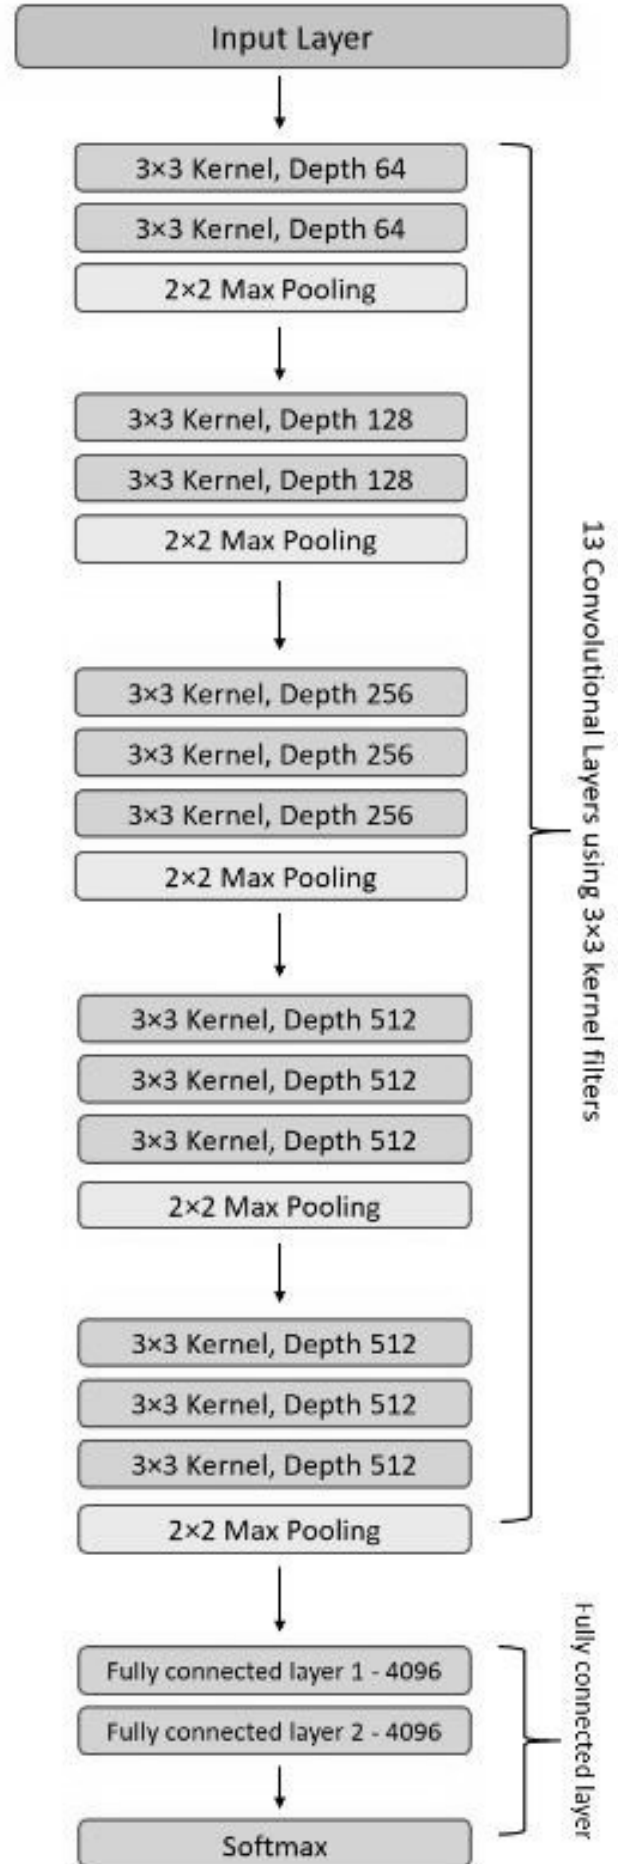 Input Layer
3×3 Kernel, Depth 64
3×3 Kernel, Depth 64
2×2 Max Pooling
3×3 Kernel, Depth 128
3×3 Kernel, Depth 128
2×2 Max Pooling
3×3 Kernel, Depth 256
3×3 Kernel, Depth 256
3×3 Kernel, Depth 256
2×2 Max Pooling
3×3 Kernel, Depth 512
3×3 Kernel, Depth 512
3×3 Kernel, Depth 512
2×2 Max Pooling
3×3 Kernel, Depth 512
3×3 Kernel, Depth 512
3×3 Kernel, Depth 512
2×2 Max Pooling
13 Convolutional Layers using 3×3 kernel filters
Fully connected layer 1 - 4096
Fully connected layer 2 - 4096
Softmax
Fully connected layer